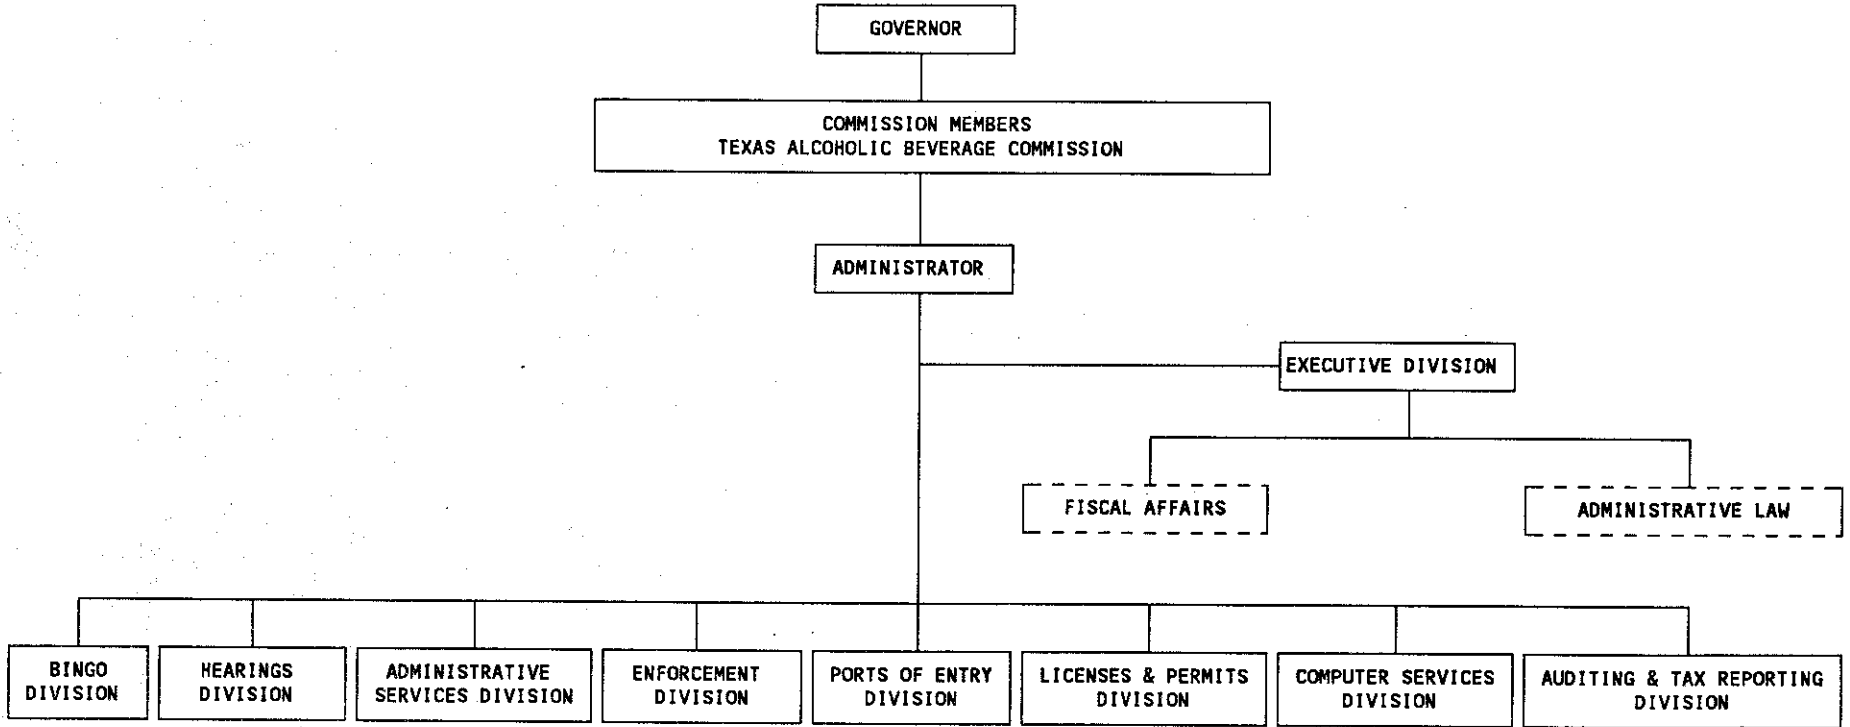 GOVERNOR
COMMISSION MEMBERS
TEXAS ALCOHOLIC BEVERAGE COMMISSION
ADMINISTRATOR
EXECUTIVE DIVISION
FISCAL AFFAIRS
ADMINISTRATIVE LAW
BINGO
DIVISION
HEARINGS
DIVISION
ADMINISTRATIVE
SERVICES DIVISION
ENFORCEMENT
DIVISION
PORTS OF ENTRY
DIVISION
LICENSES & PERMITS
DIVISION
COMPUTER SERVICES
DIVISION
AUDITING & TAX REPORTING
DIVISION